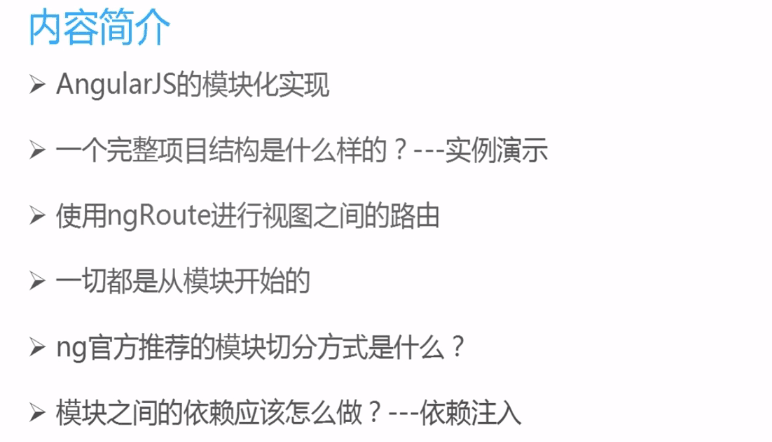 内容简介
➢ AngularJS的模块化实现
➢ 一个完整项目结构是什么样的？---实例演示
➢ 使用ngRoute进行视图之间的路由
➢ 一切都是从模块开始的
➢ ng官方推荐的模块切分方式是什么？
➢ 模块之间的依赖应该怎么做？---依赖注入